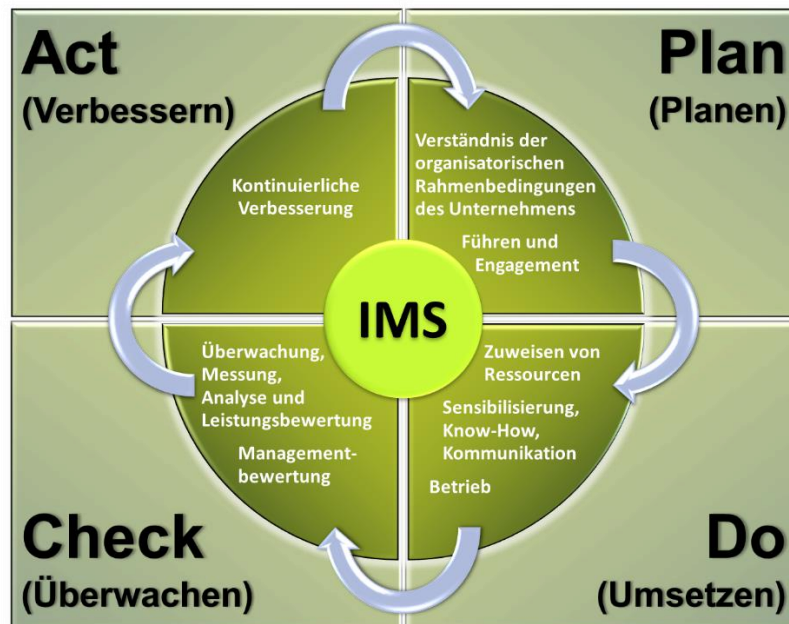 Act
(Verbessern)
Plan
(Planen)
Kontinuierliche
Verbesserung
Verständnis der
organisatorischen
Rahmenbedingungen
des Unternehmens
Führen und
Engagement
IMS
Überwachung,
Messung,
Analyse und
Leistungsbewertung
Management-
bewertung
Zuweisen von
Ressourcen
Sensibilisierung,
Know-How,
Kommunikation
Betrieb
Check
(Überwachen)
Do
(Umsetzen)